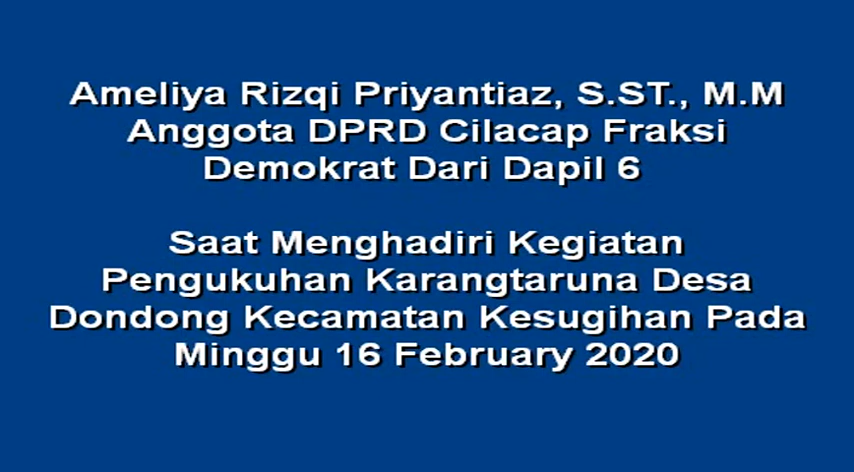 Ameliya Rizqi Priyantiaz, S.ST., M.M
Anggota DPRD Cilacap Fraksi
Demokrat Dari Dapil 6
Saat Menghadiri Kegiatan
Pengukuhan Karangtaruna Desa
Dondong Kecamatan Kesugihan Pada
Minggu 16 February 2020